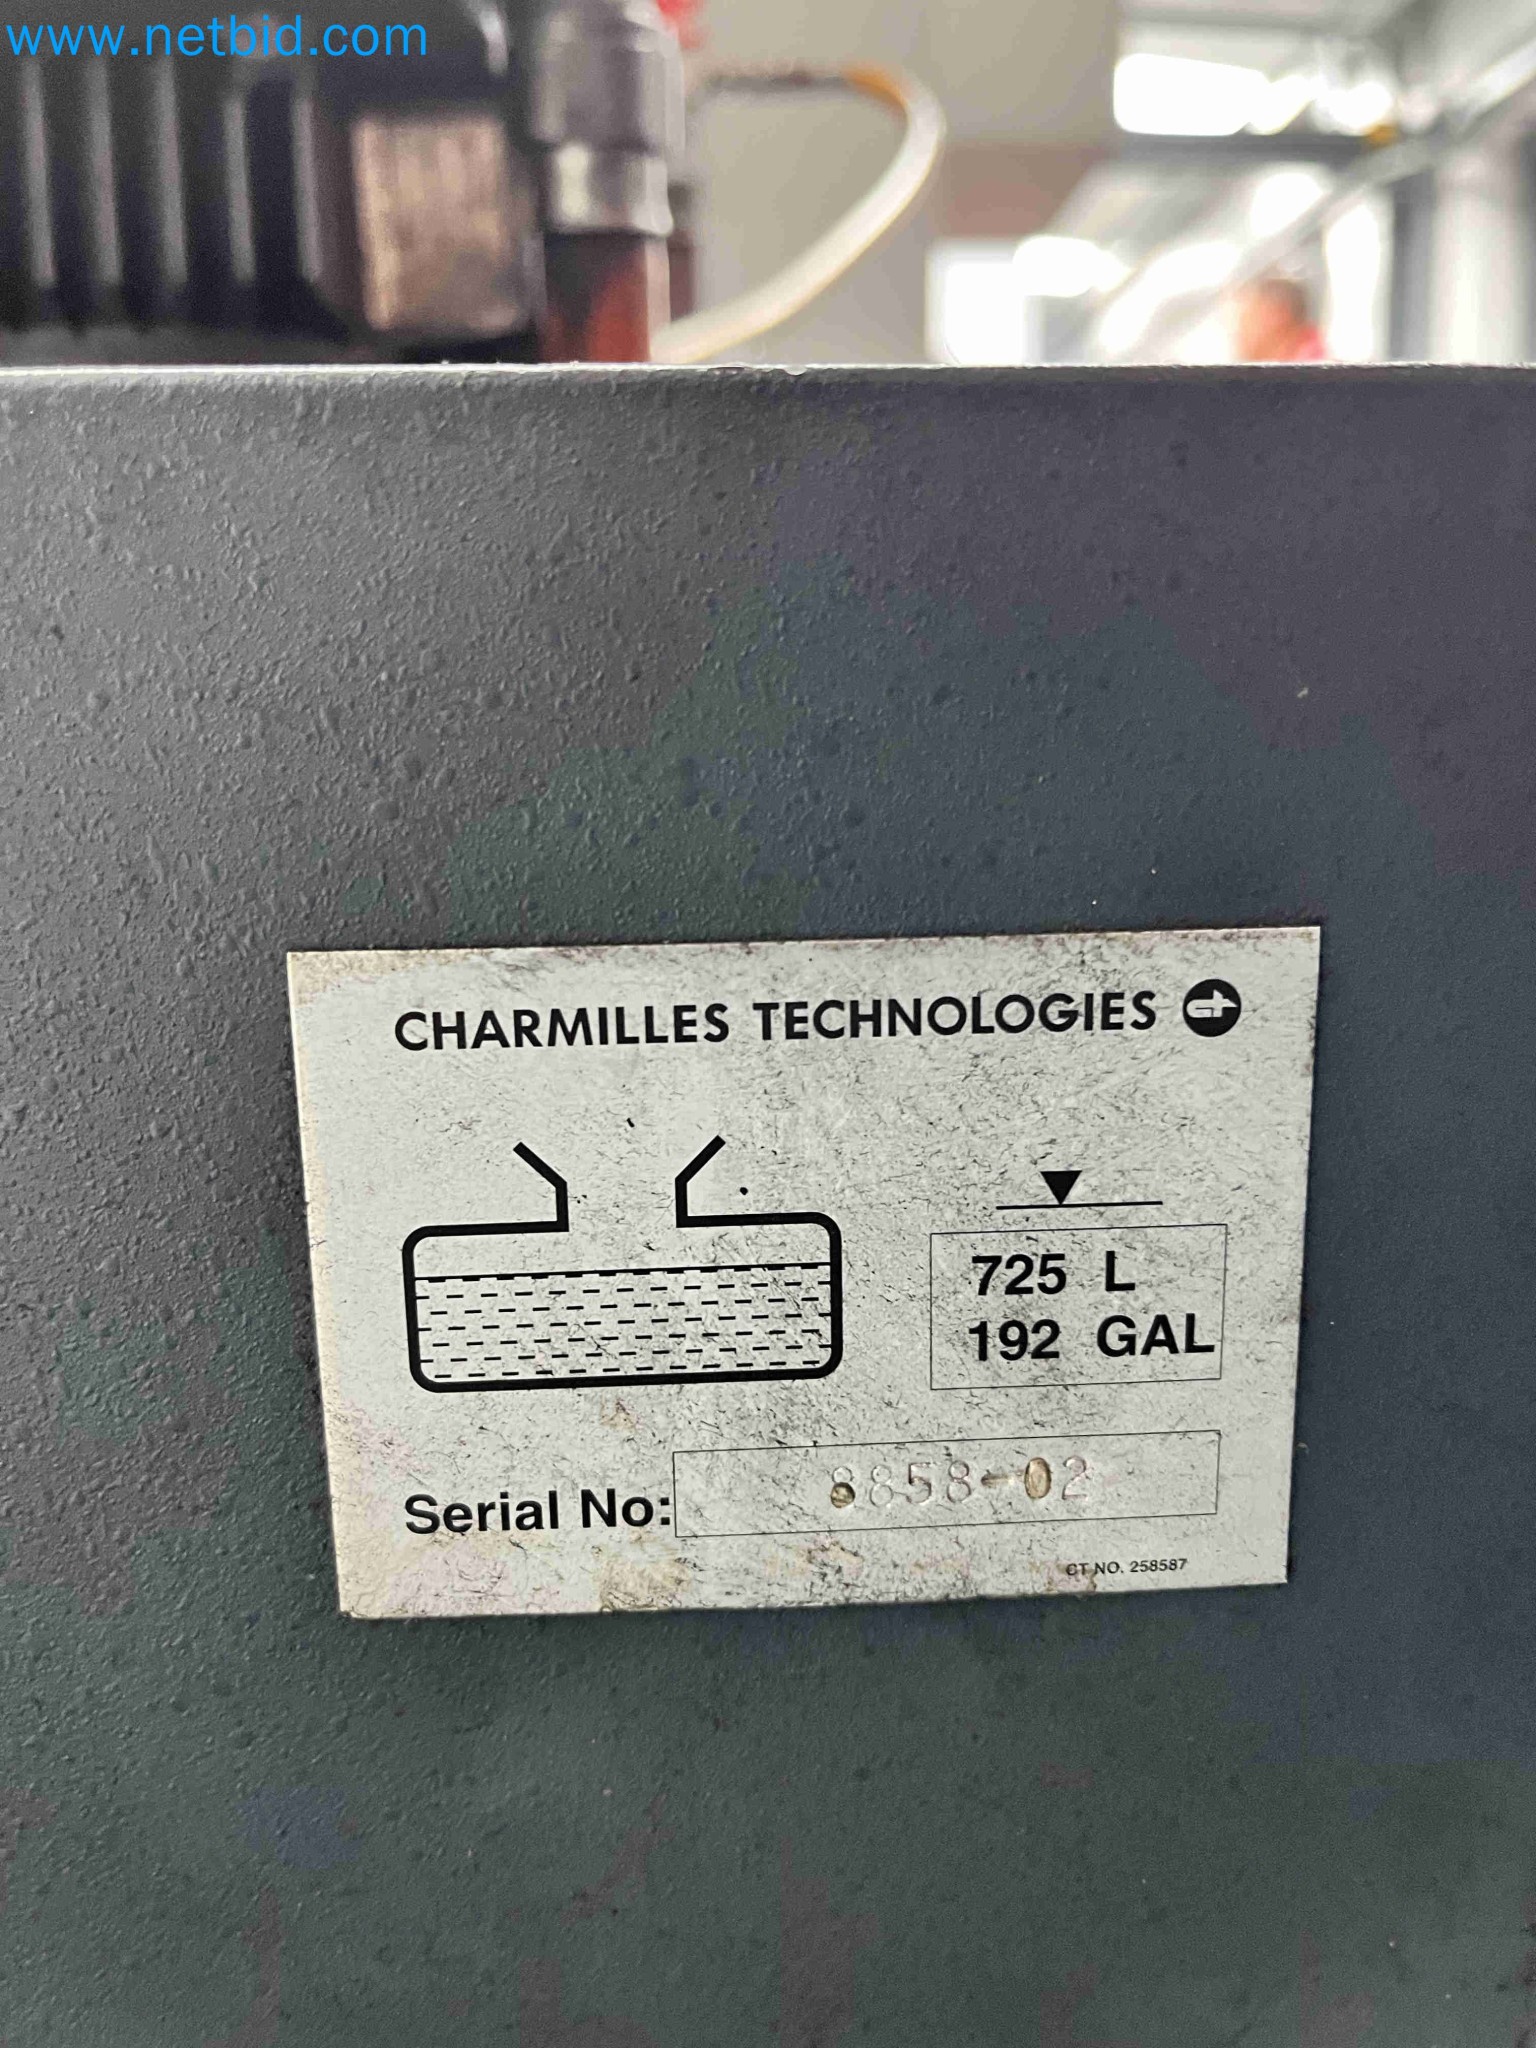 www.netbid.com
CHARMILLES TECHNOLOGIES
725 L
192 GAL
Serial No: 8858-02
CT NO. 258587